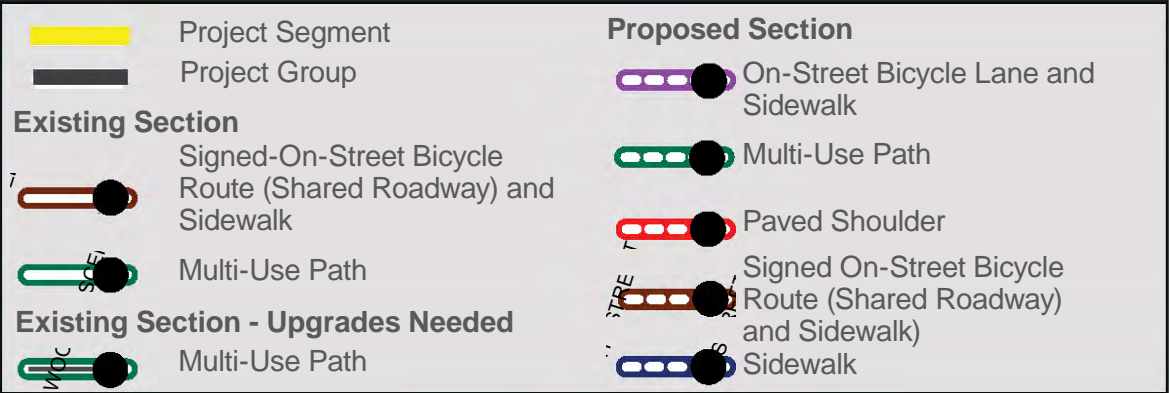 Project Segment
Project Group
Existing Section
Signed-On-Street Bicycle
Route (Shared Roadway) and
Sidewalk
Multi-Use Path
Existing Section - Upgrades Needed
Multi-Use Path
Proposed Section
On-Street Bicycle Lane and
Sidewalk
Multi-Use Path
Paved Shoulder
Signed On-Street Bicycle
Route (Shared Roadway)
and Sidewalk)
Sidewalk